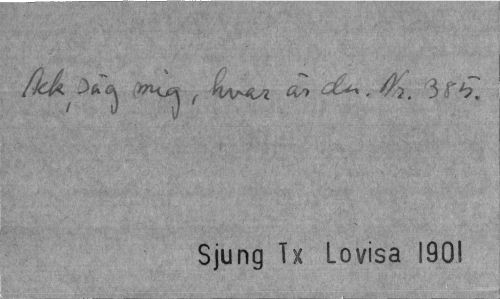 Ack, säg mig, hvar är du. Nr. 385.
Sjung Tx Lovisa 1901